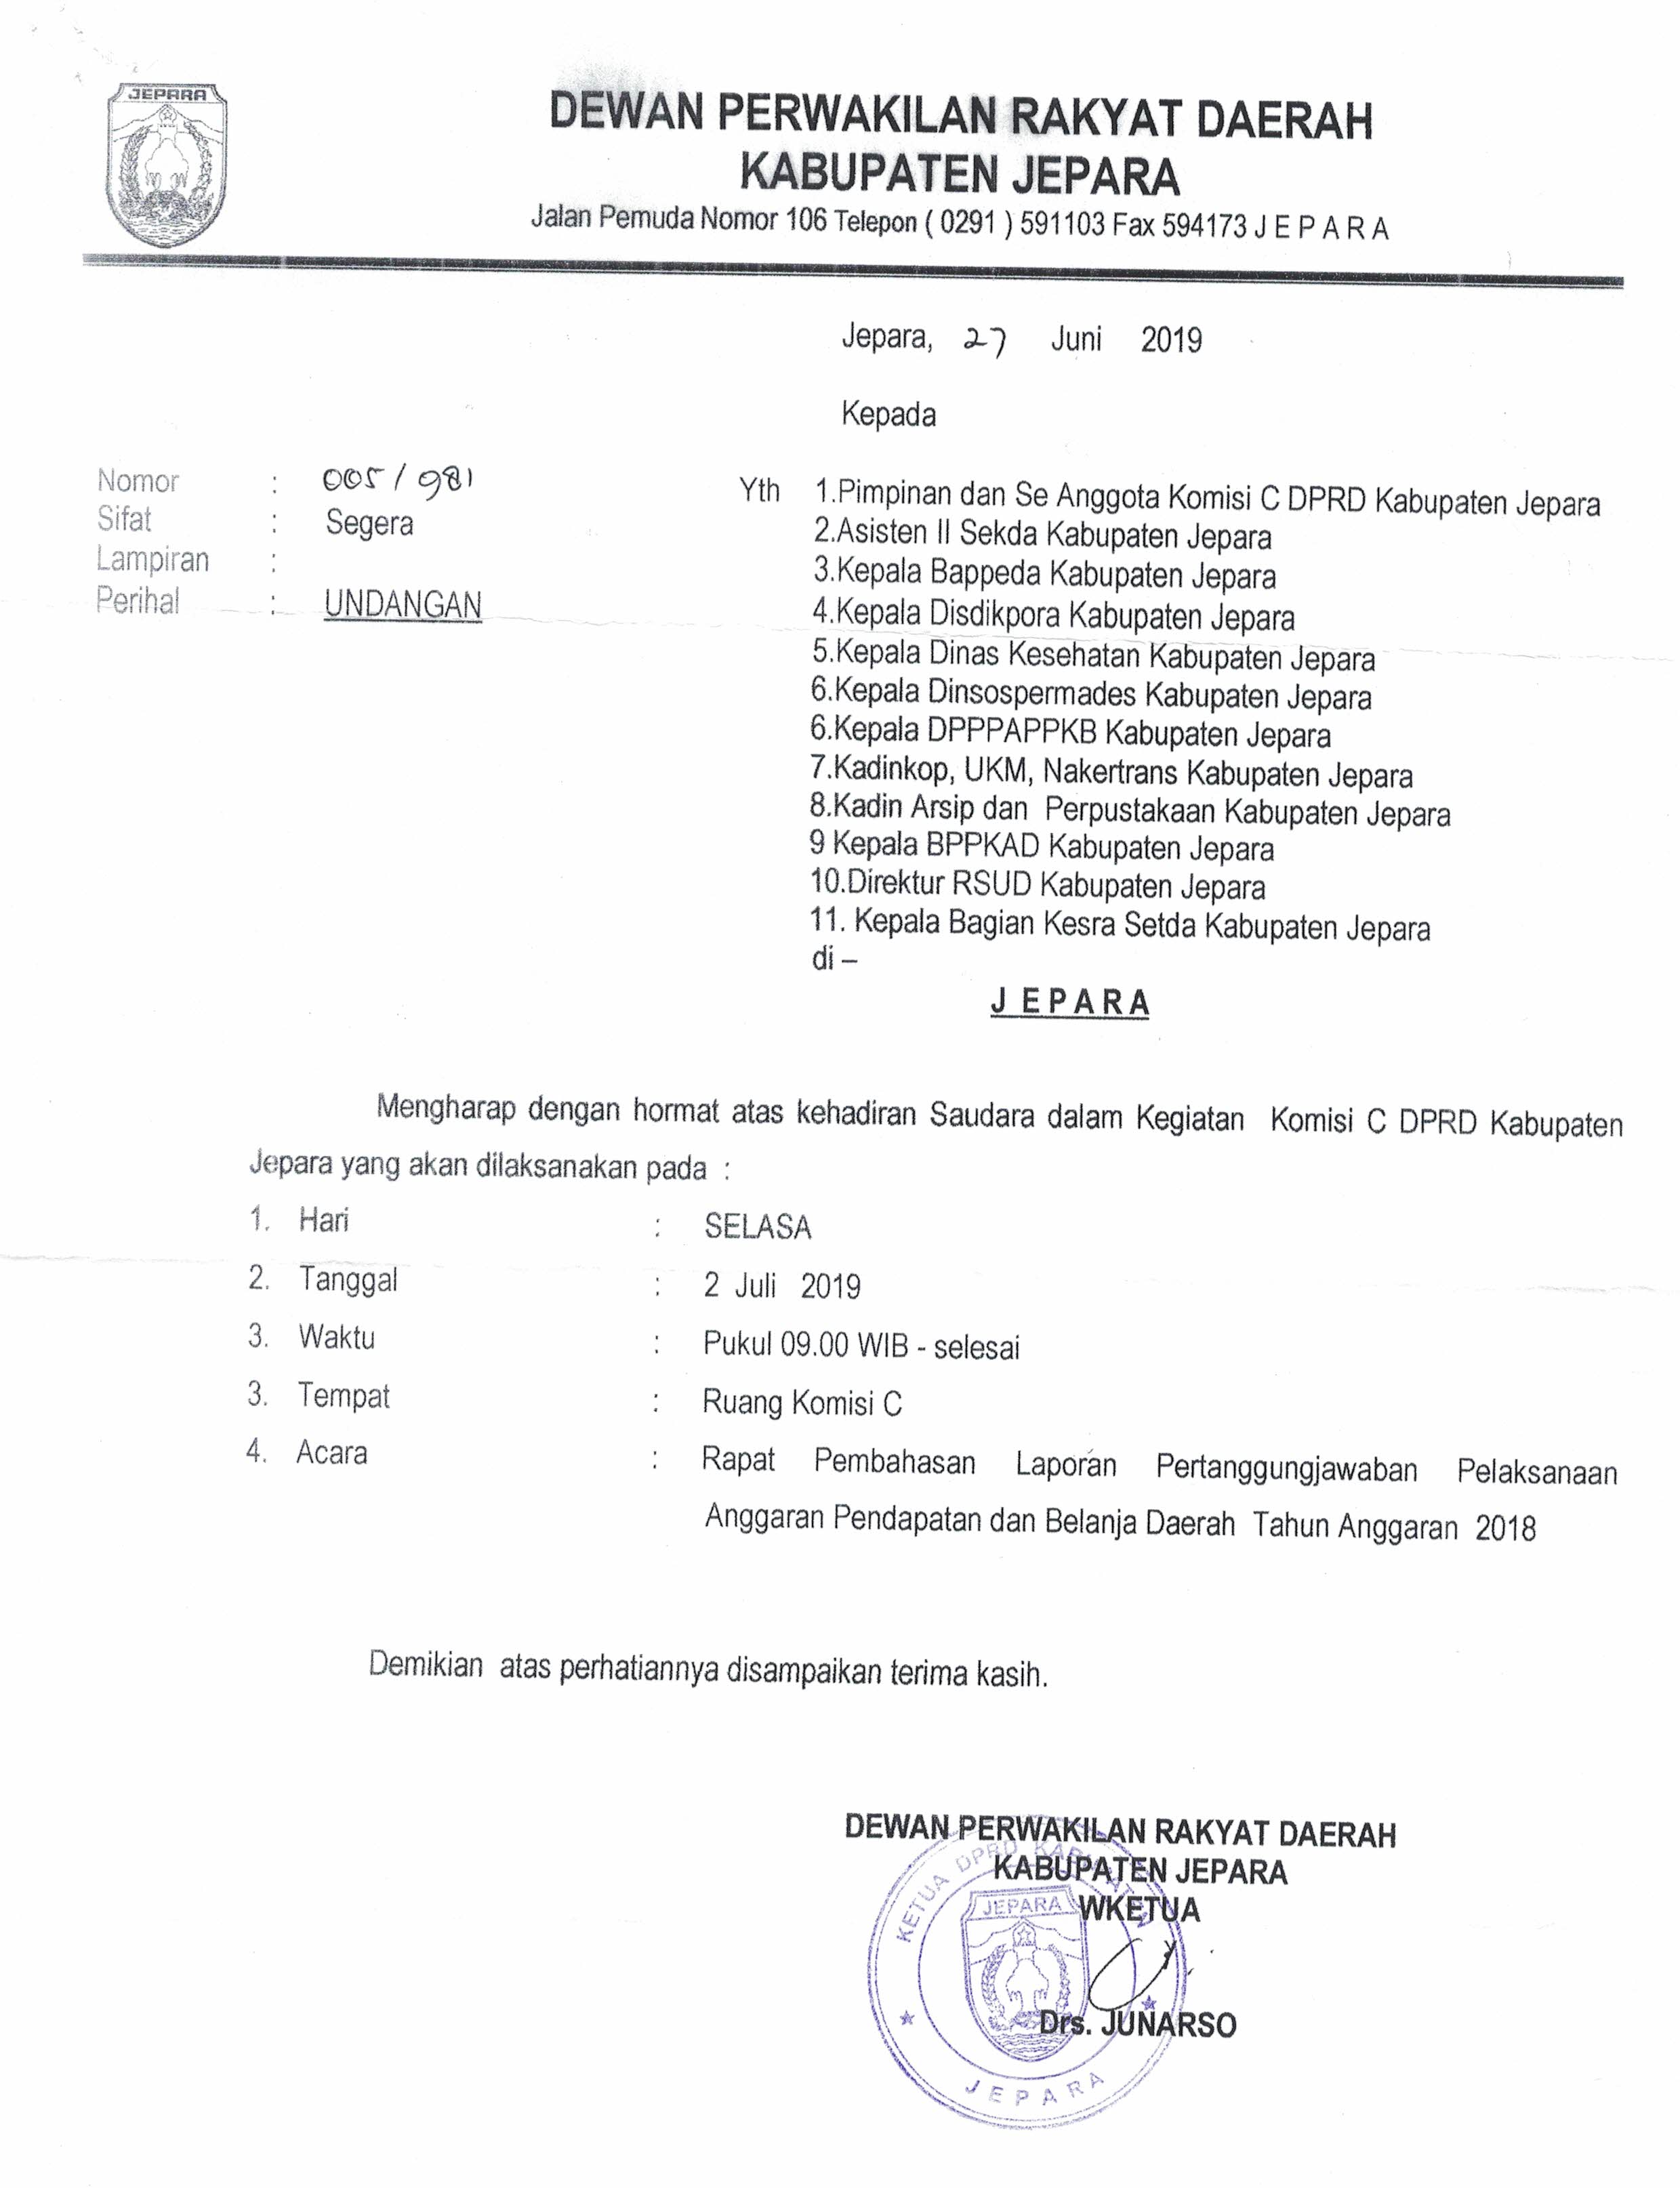 JEPARA
DEWAN PERWAKILAN RAKYAT DAERAH
KABUPATEN JEPARA
Jalan Pemuda Nomor 106 Telepon ( 0291 ) 591103 Fax 594173 J E P A R A
Jepara, 27 Juni 2019
Kepada
Nomor : 005 / 981
Sifat : Segera
Lampiran :
Perihal : UNDANGAN
Yth 1.Pimpinan dan Se Anggota Komisi C DPRD Kabupaten Jepara
2.Asisten II Sekda Kabupaten Jepara
3.Kepala Bappeda Kabupaten Jepara
4.Kepala Disdikpora Kabupaten Jepara
5.Kepala Dinas Kesehatan Kabupaten Jepara
6.Kepala Dinsospermades Kabupaten Jepara
6.Kepala DPPPAPPKB Kabupaten Jepara
7.Kadinkop, UKM, Nakertrans Kabupaten Jepara
8.Kadin Arsip dan Perpustakaan Kabupaten Jepara
9 Kepala BPPKAD Kabupaten Jepara
10.Direktur RSUD Kabupaten Jepara
11. Kepala Bagian Kesra Setda Kabupaten Jepara
di –
J E P A R A
Mengharap dengan hormat atas kehadiran Saudara dalam Kegiatan Komisi C DPRD Kabupaten
Jepara yang akan dilaksanakan pada :
1. Hari : SELASA
2. Tanggal : 2 Juli 2019
3. Waktu : Pukul 09.00 WIB - selesai
3. Tempat : Ruang Komisi C
4. Acara : Rapat Pembahasan Laporan Pertanggungjawaban Pelaksanaan
Anggaran Pendapatan dan Belanja Daerah Tahun Anggaran 2018
Demikian atas perhatiannya disampaikan terima kasih.
DEWAN PERWAKILAN RAKYAT DAERAH
KABUPATEN JEPARA
WKETUA
Drs. JUNARSO
KETUA DPRD KABUPATEN
JEPARA
JEPARA